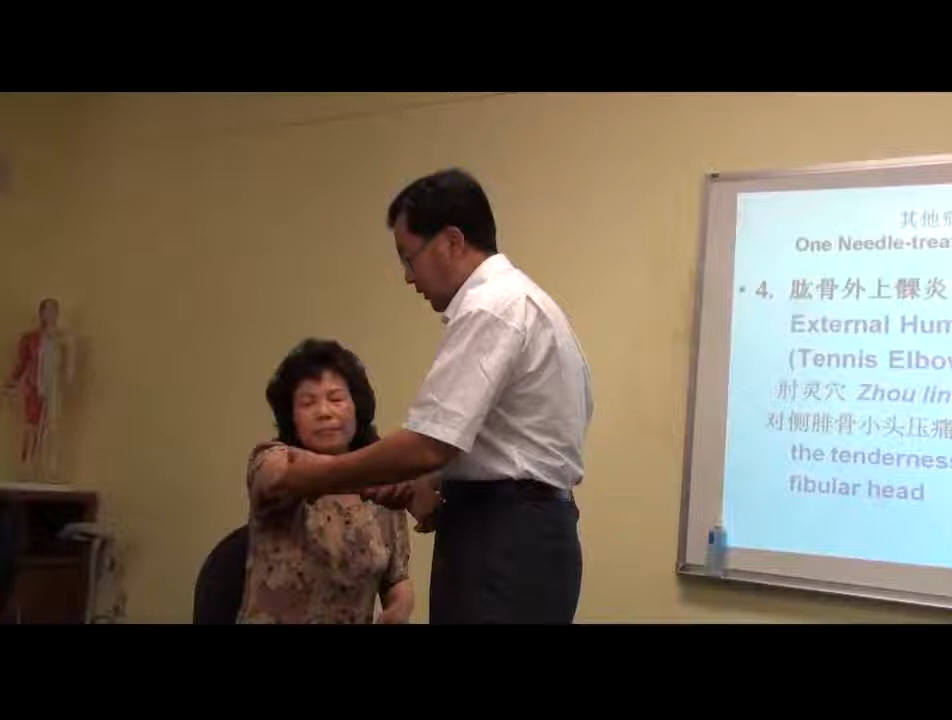 其他
One Needle-trea
• 4. 肱骨外上髁炎
External Hum
(Tennis Elbow
肘灵穴 Zhou lin
对侧腓骨小头压痛
the tenderness
fibular head